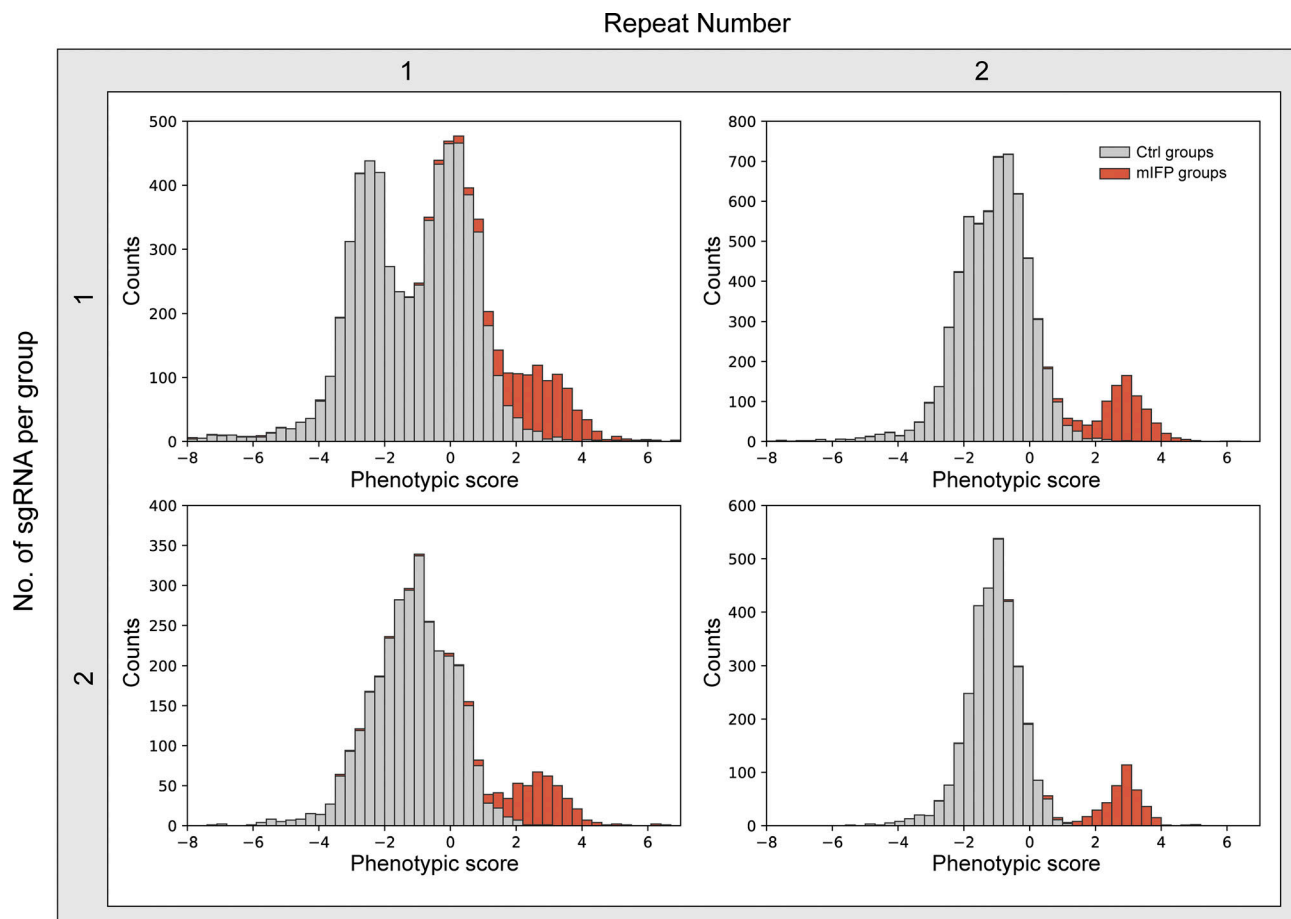 Repeat Number
1 2
No. of sgRNA per group
1
2
500
400
300
200
100
0
Counts
−8 −6 −4 −2 0 2 4 6
Phenotypic score
800
700
600
500
400
300
200
100
0
Counts
Ctrl groups
mIFP groups
−8 −6 −4 −2 0 2 4 6
Phenotypic score
400
350
300
250
200
150
100
50
0
Counts
−8 −6 −4 −2 0 2 4 6
Phenotypic score
600
500
400
300
200
100
0
Counts
−8 −6 −4 −2 0 2 4 6
Phenotypic score